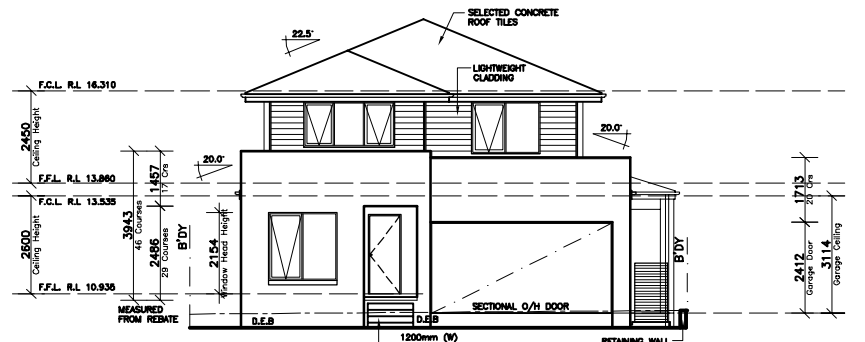 SELECTED CONCRETE
ROOF TILES
22.5°
LIGHTWEIGHT
CLADDING
F.C.L. R.L 16.310
2450
Ceiling Height
20.0°
20.0°
F.F.L. R.L 13.860
F.C.L. R.L 13.535
2600
Ceiling Height
3943
46 Courses
1457
17 Crs
2486
29 Courses
B'DY
2154
Window Head Height
1713
20 Crs
2412
Garage Door
3114
Garage Ceiling
B'DY
F.F.L. R.L 10.935
MEASURED
FROM REBATE
SECTIONAL O/H DOOR
D.E.B
D.E.B
1200mm (W)
RETAINING WALL